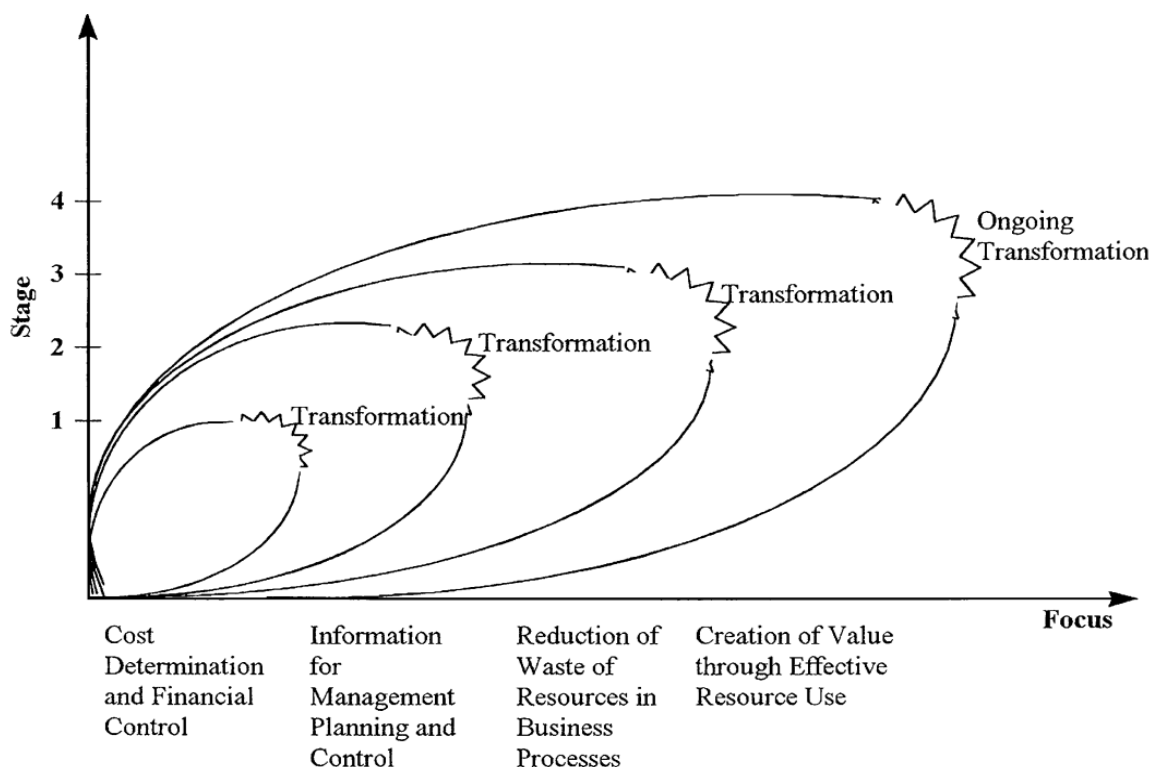 4
Ongoing
Transformation
3
Transformation
Stage
2
Transformation
1
Transformation
Focus
Cost
Determination
and Financial
Control
Information
for
Management
Planning and
Control
Reduction of
Waste of
Resources in
Business
Processes
Creation of Value
through Effective
Resource Use